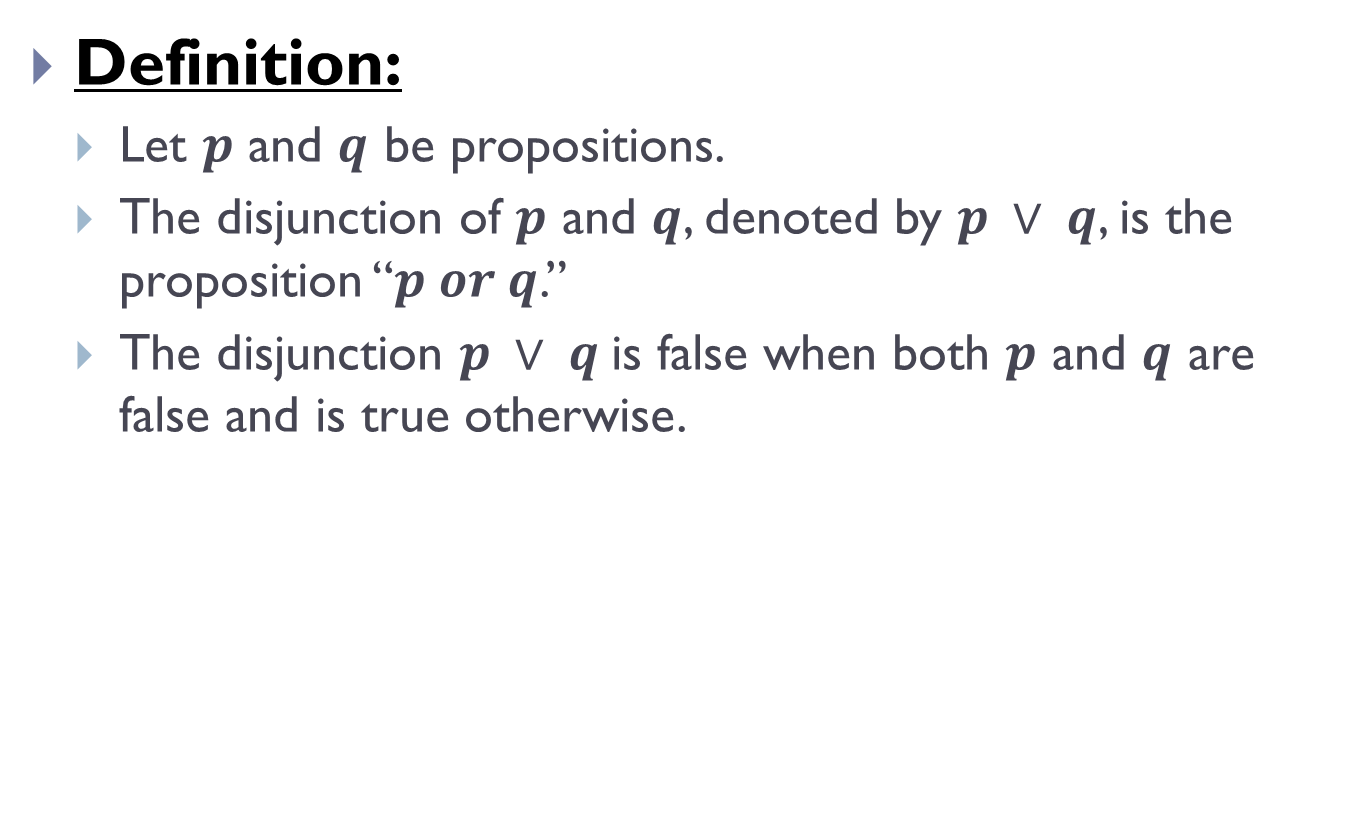 Definition:
Let p and q be propositions.
The disjunction of p and q, denoted by p ∨ q, is the
proposition “p or q.”
The disjunction p ∨ q is false when both p and q are
false and is true otherwise.